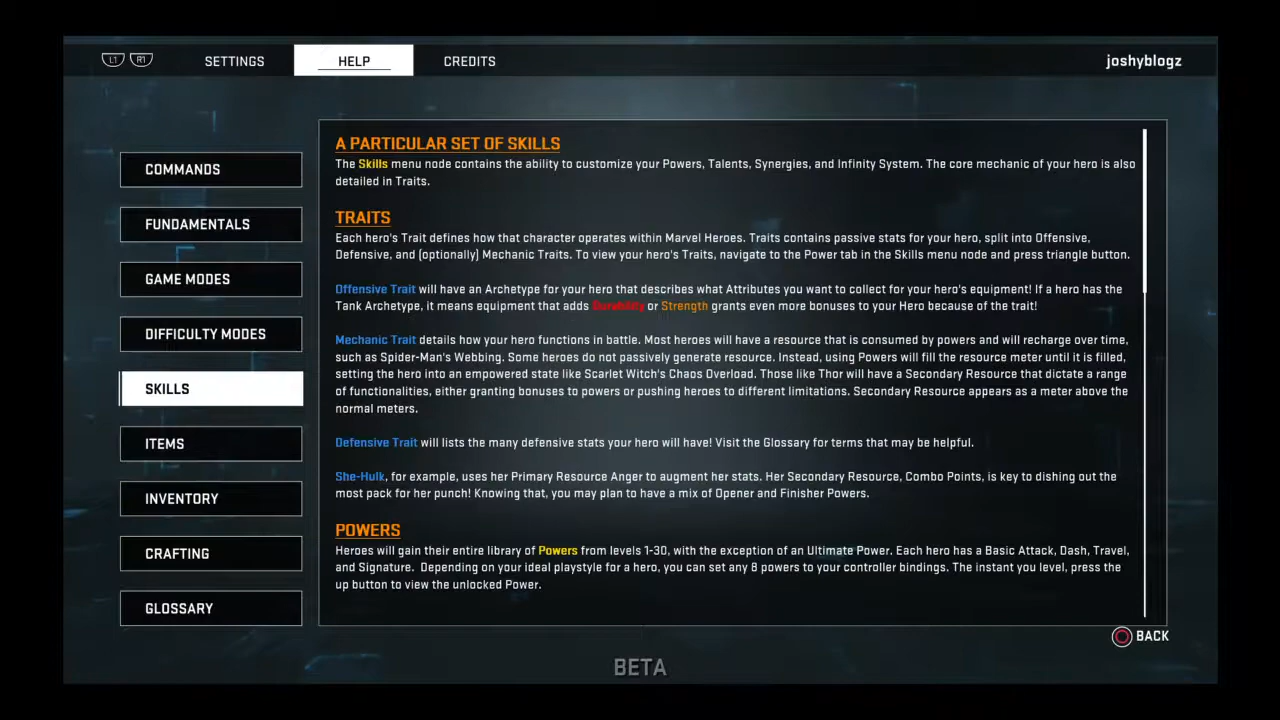 L1 R1 SETTINGS HELP CREDITS joshyblogz
COMMANDS
FUNDAMENTALS
GAME MODES
DIFFICULTY MODES
SKILLS
ITEMS
INVENTORY
CRAFTING
GLOSSARY
A PARTICULAR SET OF SKILLS
The Skills menu node contains the ability to customize your Powers, Talents, Synergies, and Infinity System. The core mechanic of your hero is also
detailed in Traits.
TRAITS
Each hero's Trait defines how that character operates within Marvel Heroes. Traits contains passive stats for your hero, split into Offensive,
Defensive, and (optionally) Mechanic Traits. To view your hero's Traits, navigate to the Power tab in the Skills menu node and press triangle button.
Offensive Trait will have an Archetype for your hero that describes what Attributes you want to collect for your hero's equipment! If a hero has the
Tank Archetype, it means equipment that adds Durability or Strength grants even more bonuses to your Hero because of the trait!
Mechanic Trait details how your hero functions in battle. Most heroes will have a resource that is consumed by powers and will recharge over time,
such as Spider-Man's Webbing. Some heroes do not passively generate resource. Instead, using Powers will fill the resource meter until it is filled,
setting the hero into an empowered state like Scarlet Witch's Chaos Overload. Those like Thor will have a Secondary Resource that dictate a range
of functionalities, either granting bonuses to powers or pushing heroes to different limitations. Secondary Resource appears as a meter above the
normal meters.
Defensive Trait will lists the many defensive stats your hero will have! Visit the Glossary for terms that may be helpful.
She-Hulk, for example, uses her Primary Resource Anger to augment her stats. Her Secondary Resource, Combo Points, is key to dishing out the
most pack for her punch! Knowing that, you may plan to have a mix of Opener and Finisher Powers.
POWERS
Heroes will gain their entire library of Powers from levels 1-30, with the exception of an Ultimate Power. Each hero has a Basic Attack, Dash, Travel,
and Signature. Depending on your ideal playstyle for a hero, you can set any 8 powers to your controller bindings. The instant you level, press the
up button to view the unlocked Power.
BACK
BETA